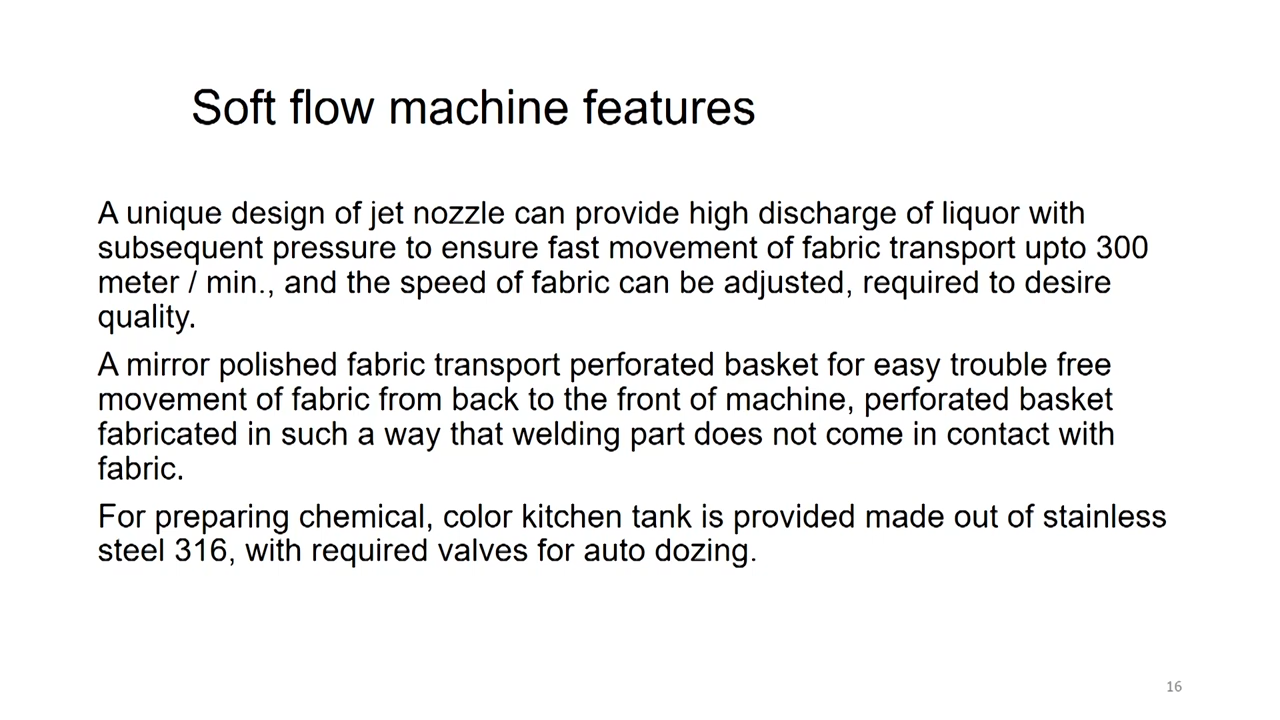 Soft flow machine features
A unique design of jet nozzle can provide high discharge of liquor with
subsequent pressure to ensure fast movement of fabric transport upto 300
meter / min., and the speed of fabric can be adjusted, required to desire
quality.
A mirror polished fabric transport perforated basket for easy trouble free
movement of fabric from back to the front of machine, perforated basket
fabricated in such a way that welding part does not come in contact with
fabric.
For preparing chemical, color kitchen tank is provided made out of stainless
steel 316, with required valves for auto dozing.
16